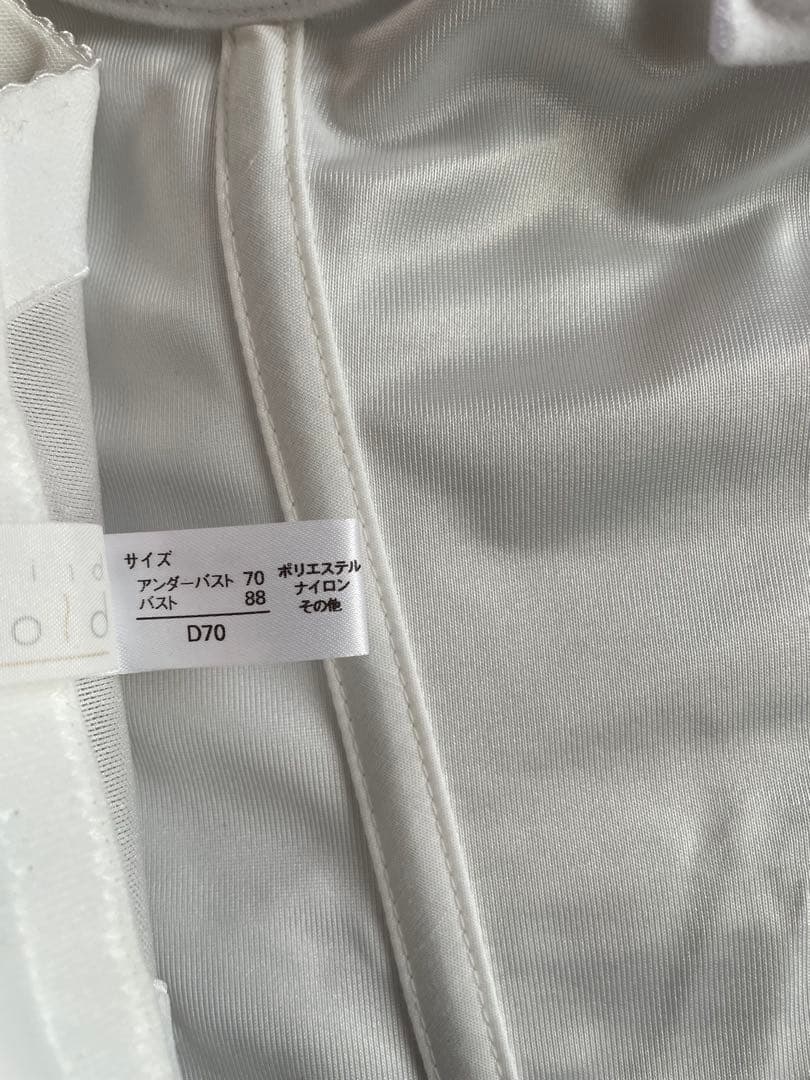 サイズ
アンダーバスト 70
バスト 88
D70
ポリエステル
ナイロン
その他